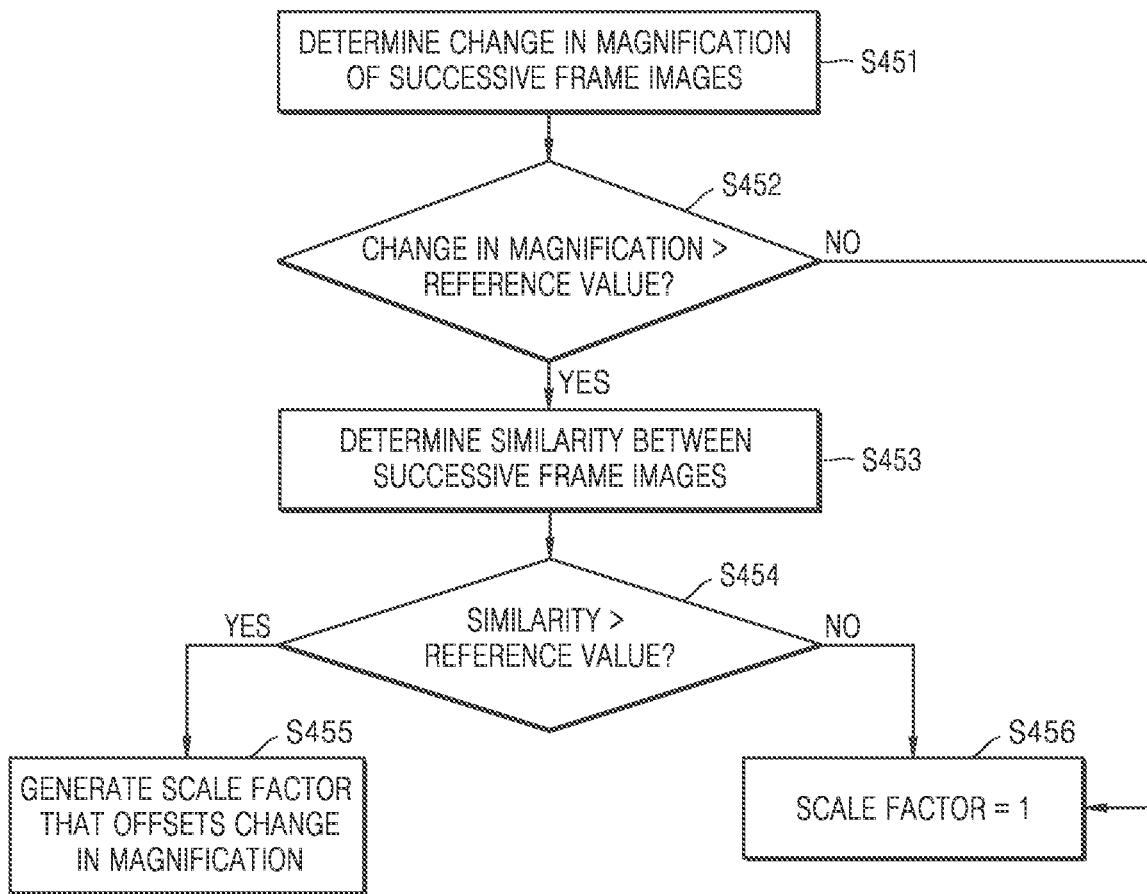 DETERMINE CHANGE IN MAGNIFICATION
OF SUCCESSIVE FRAME IMAGES
S451
S452
CHANGE IN MAGNIFICATION >
REFERENCE VALUE?
NO
YES
DETERMINE SIMILARITY BETWEEN
SUCCESSIVE FRAME IMAGES
S453
S454
SIMILARITY >
REFERENCE VALUE?
YES
NO
S455
GENERATE SCALE FACTOR
THAT OFFSETS CHANGE
IN MAGNIFICATION
S456
SCALE FACTOR = 1